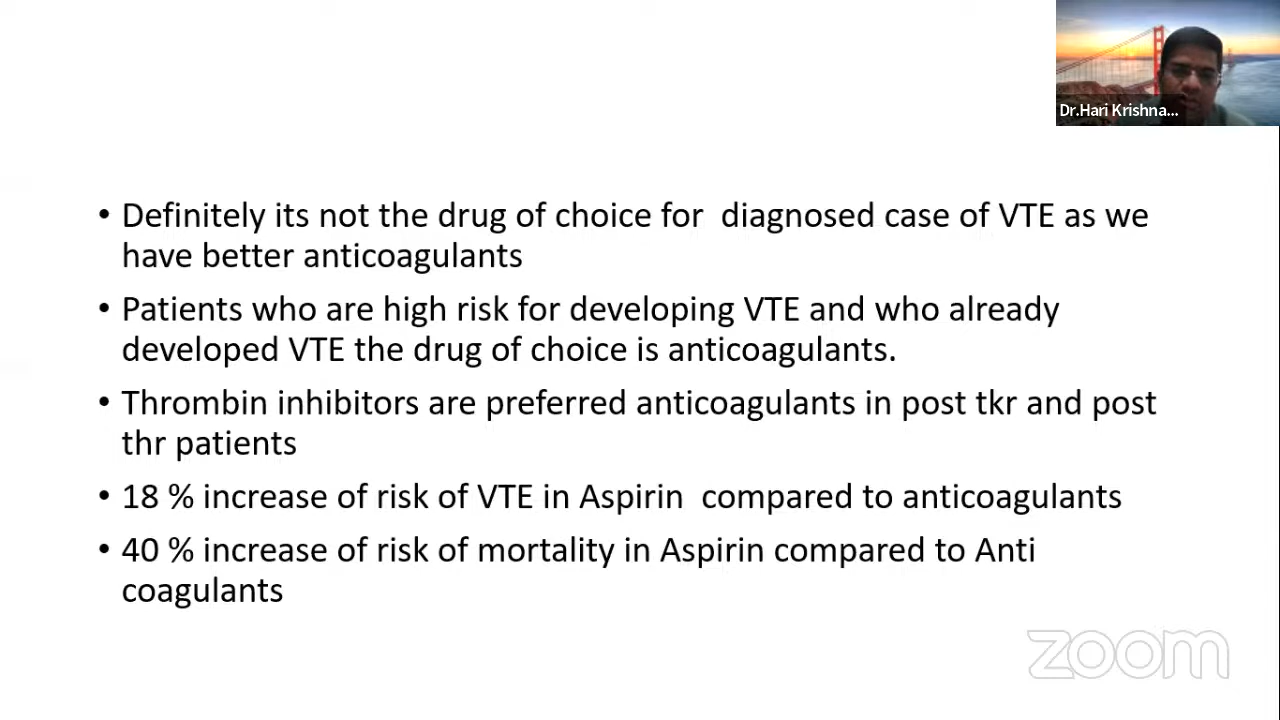 Dr.Hari Krishna...
• Definitely its not the drug of choice for diagnosed case of VTE as we
have better anticoagulants
• Patients who are high risk for developing VTE and who already
developed VTE the drug of choice is anticoagulants.
• Thrombin inhibitors are preferred anticoagulants in post tkr and post
thr patients
• 18 % increase of risk of VTE in Aspirin compared to anticoagulants
• 40 % increase of risk of mortality in Aspirin compared to Anti
coagulants
zoom